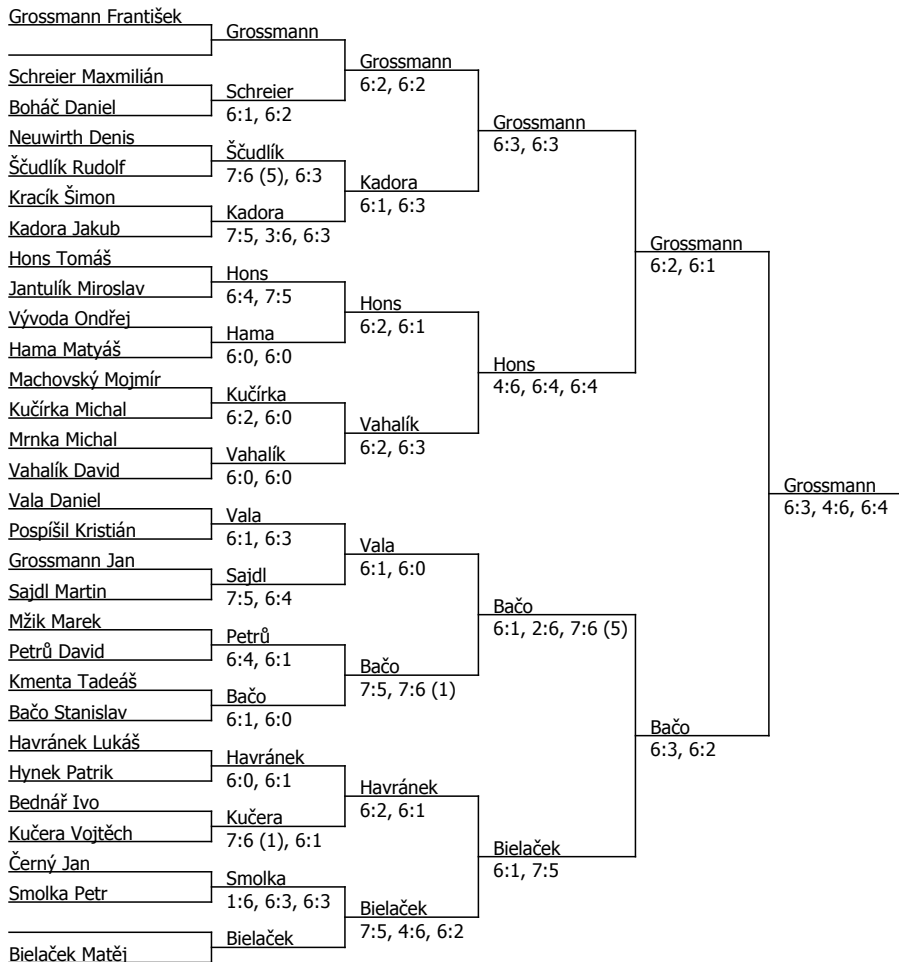 Grossmann František
Schreier Maxmilián
Boháč Daniel
Neuwirth Denis
Ščudlík Rudolf
Kracík Šimon
Kadora Jakub
Hons Tomáš
Jantulík Miroslav
Vývoda Ondřej
Hama Matyáš
Machovský Mojmír
Kučírka Michal
Mrnka Michal
Vahalík David
Vala Daniel
Pospíšil Kristián
Grossmann Jan
Sajdl Martin
Mžik Marek
Petrů David
Kmenta Tadeáš
Bačo Stanislav
Havránek Lukáš
Hynek Patrik
Bednář Ivo
Kučera Vojtěch
Černý Jan
Smolka Petr
Bielaček Matěj
Grossmann
Schreier
6:1, 6:2
Ščudlík
7:6 (5), 6:3
Kadora
7:5, 3:6, 6:3
Hons
6:4, 7:5
Hama
6:0, 6:0
Kučírka
6:2, 6:0
Vahalík
6:0, 6:0
Vala
6:1, 6:3
Sajdl
7:5, 6:4
Petrů
6:4, 6:1
Bačo
6:1, 6:0
Havránek
6:0, 6:1
Kučera
7:6 (1), 6:1
Smolka
1:6, 6:3, 6:3
Bielaček
Grossmann
6:2, 6:2
Kadora
6:1, 6:3
Hons
6:2, 6:1
Vahalík
6:2, 6:3
Vala
6:1, 6:0
Bačo
7:5, 7:6 (1)
Havránek
6:2, 6:1
Bielaček
7:5, 4:6, 6:2
Grossmann
6:3, 6:3
Hons
4:6, 6:4, 6:4
Bačo
6:1, 2:6, 7:6 (5)
Bielaček
6:1, 7:5
Grossmann
6:2, 6:1
Bačo
6:3, 6:2
Grossmann
6:3, 4:6, 6:4